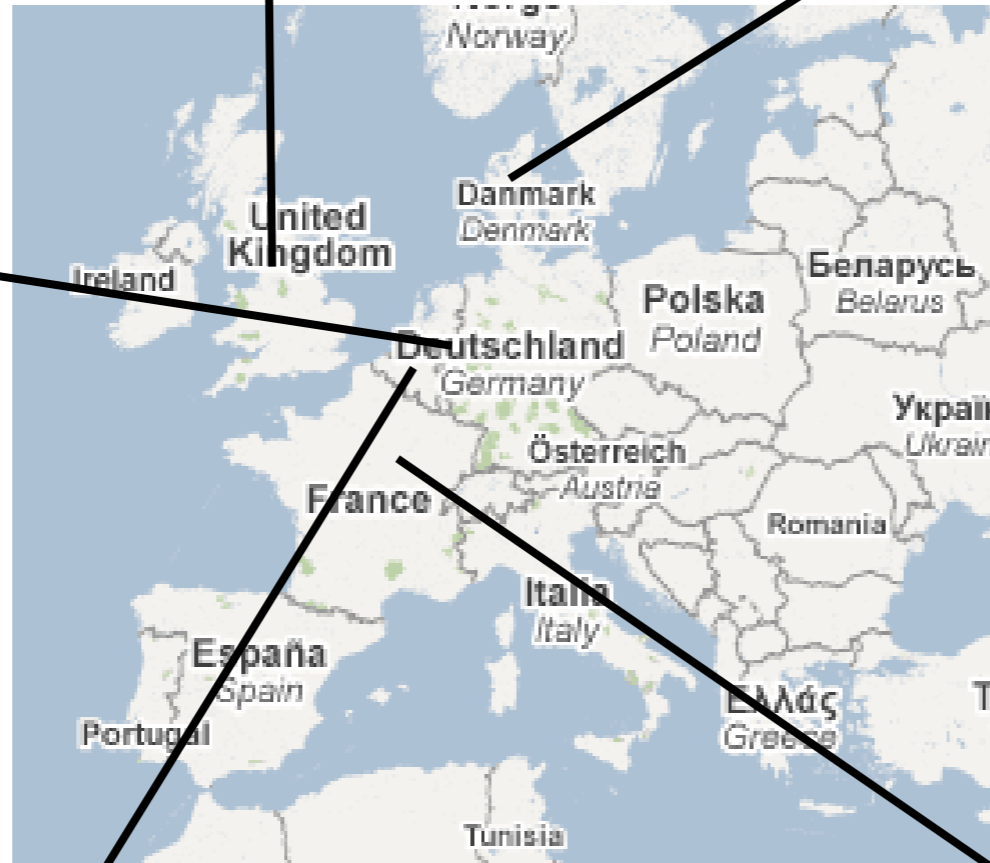 Norway
Danmark
Denmark
United
Kingdom
Ireland
Беларусь
Belarus
Polska
Poland
Deutschland
Germany
Österreich
Austria
France
Romania
Italia
Italy
España
Spain
Portugal
Ελλάς
Greece
Tunisia